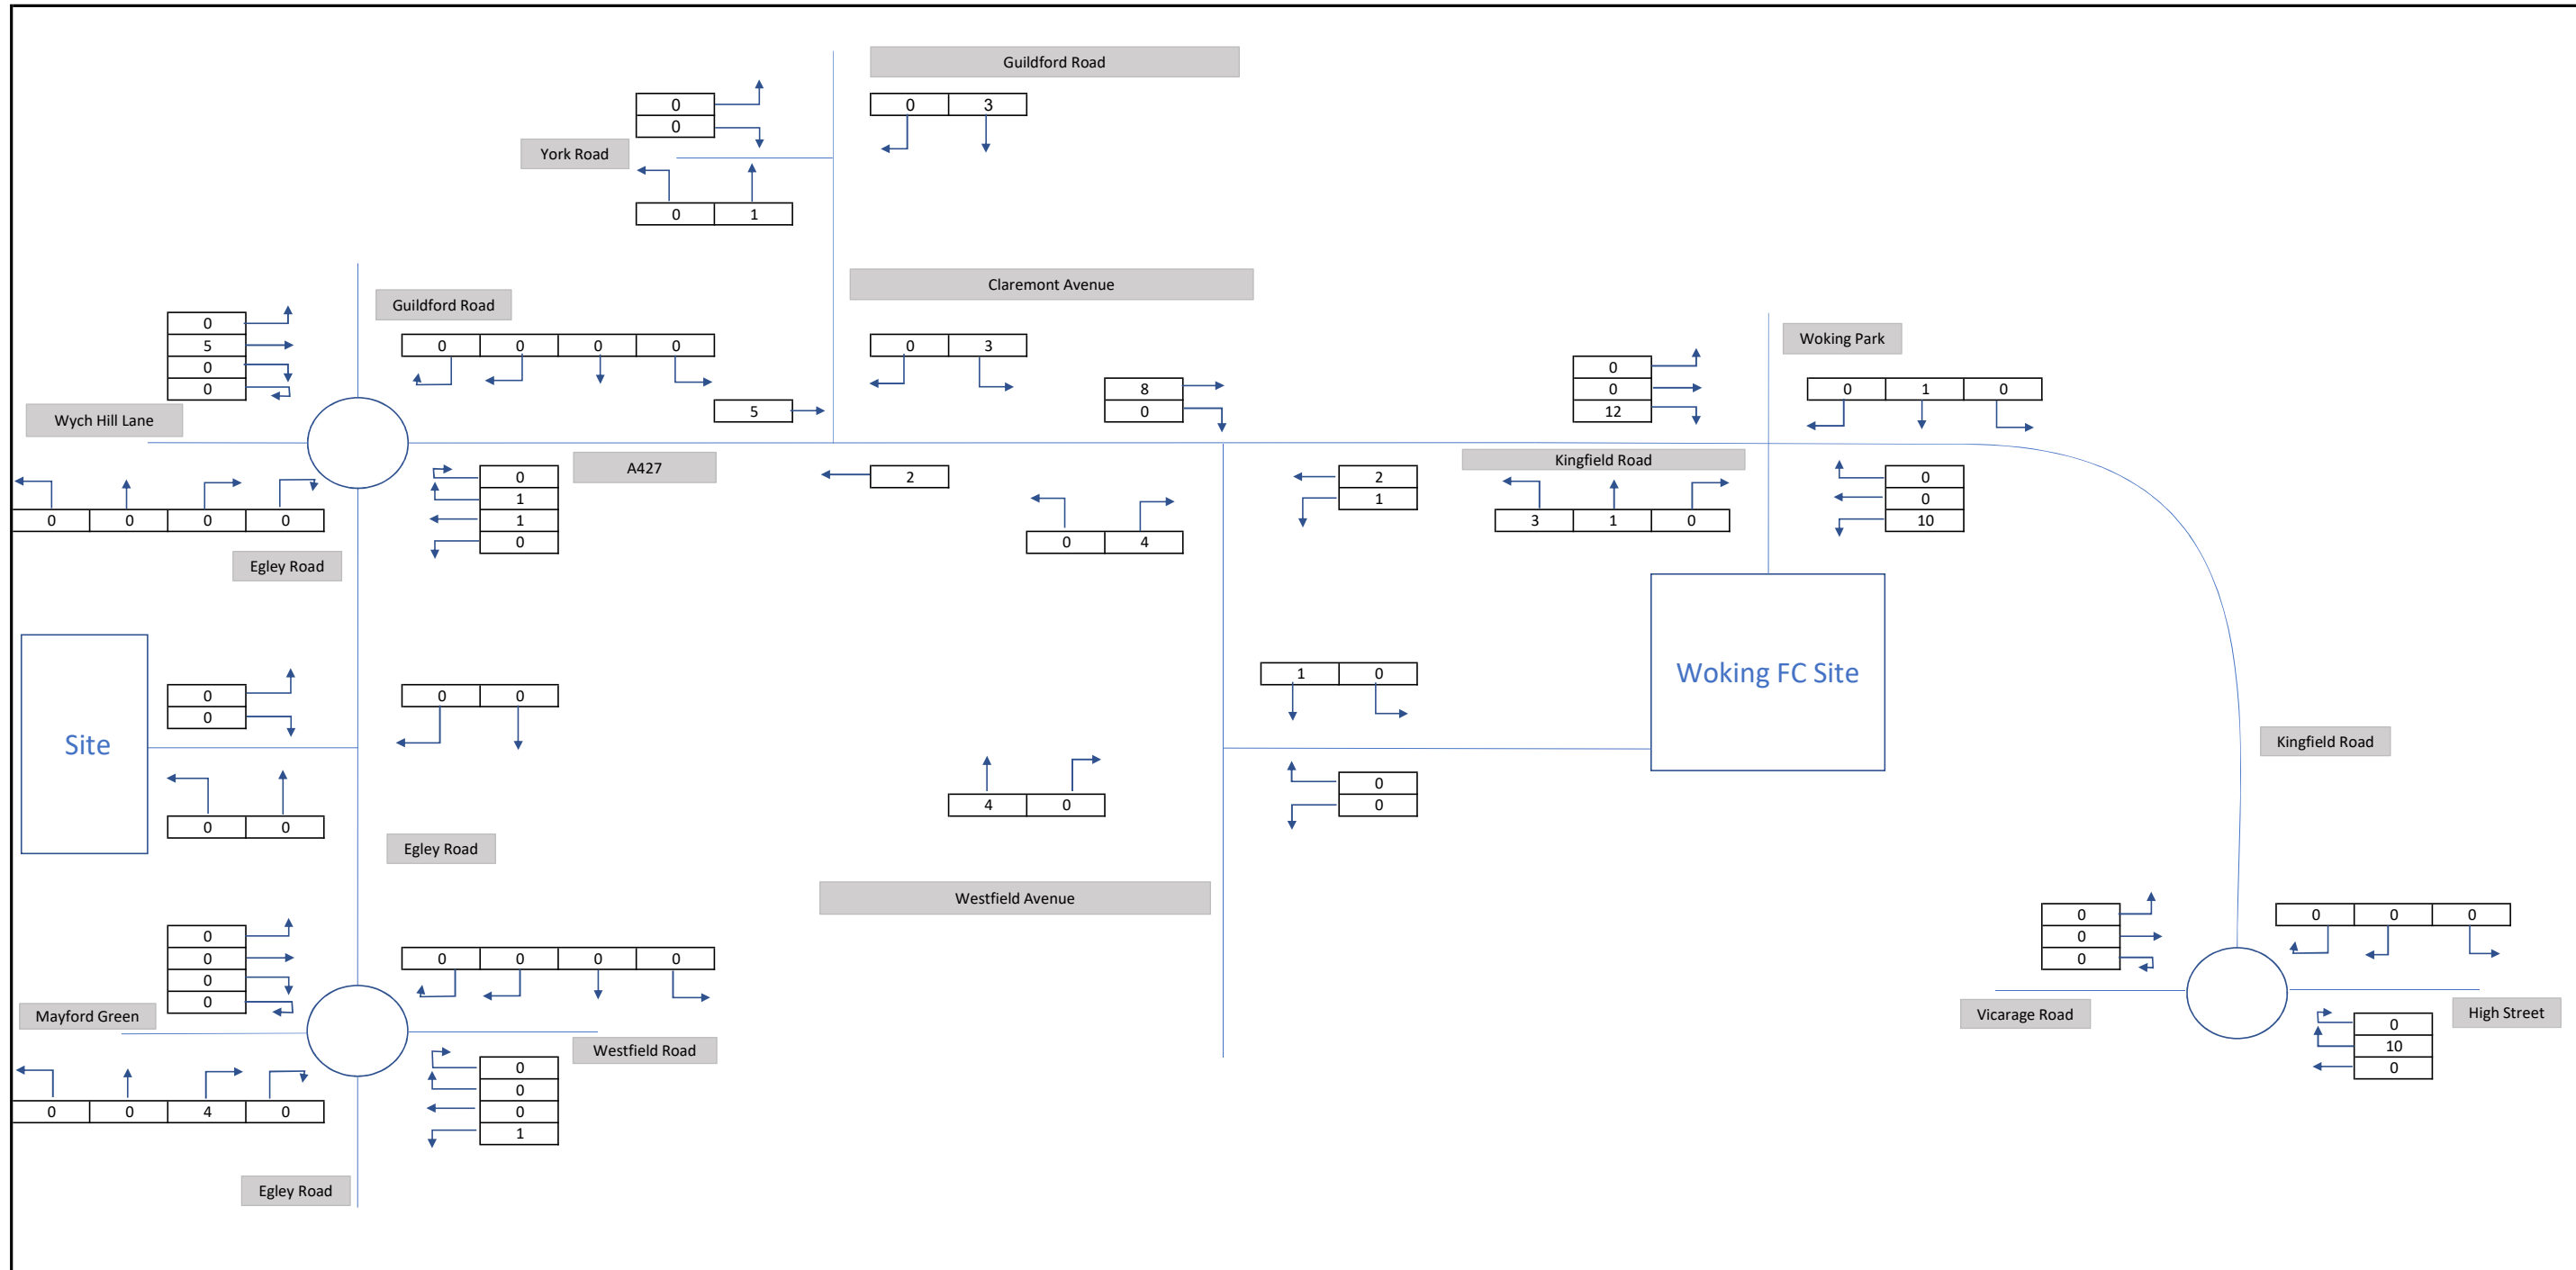 Guildford Road
0
0
0 3
York Road
0 1
Claremont Avenue
Guildford Road
0
5
0
0
0 0 0 0
0 3
Woking Park
0
0
12
8
0
0 1 0
5
Wych Hill Lane
A427
2
2
1
Kingfield Road
0
1
1
0
0
0
10
0 0 0 0
0 4
3 1 0
Egley Road
Site
0
0
0 0
1 0
Woking FC Site
Kingfield Road
0
0
4 0
0 0
Egley Road
Westfield Avenue
0
0
0
0
0 0 0 0
0
0
0
0 0 0
Mayford Green
Vicarage Road
High Street
Westfield Road
0
10
0
0
0
0
1
0 0 4 0
Egley Road